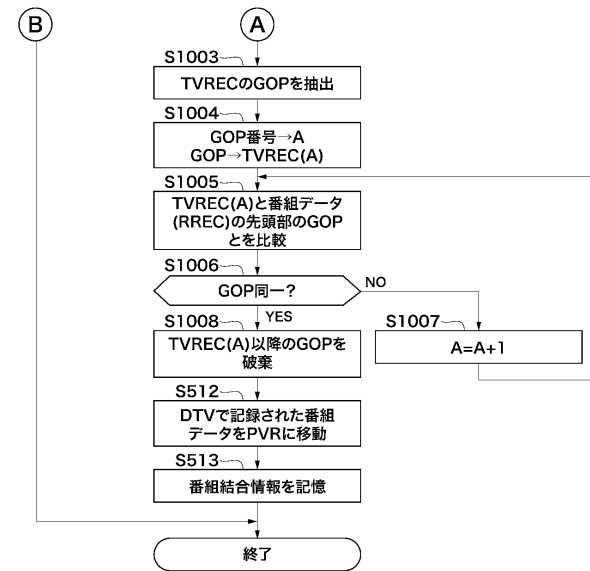 B
A
S1003
TVRECのGOPを抽出
S1004
GOP番号→A
GOP→TVREC(A)
S1005
TVREC(A)と番組データ
(RREC)の先頭部のGOP
とを比較
S1006
GOP同一？
NO
YES
S1007
A=A+1
S1008
TVREC(A)以降のGOPを
破棄
S512
DTVで記録された番組
データをPVRに移動
S513
番組結合情報を記憶
終了